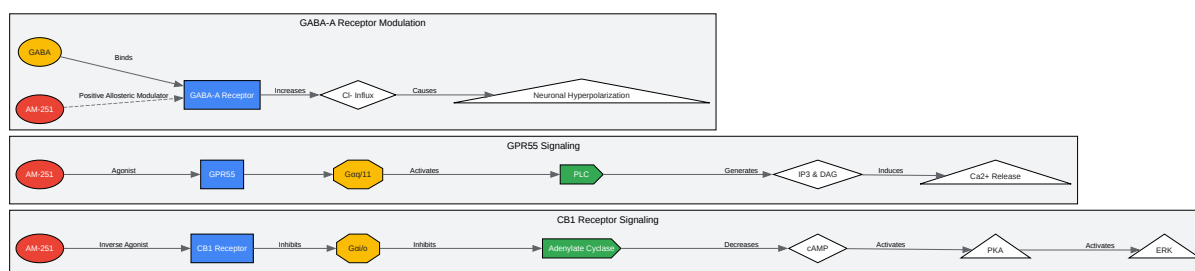 GABA-A Receptor Modulation
GABA
Binds
AM-251
Positive Allosteric Modulator
GABA-A Receptor
Increases
Cl- Influx
Causes
Neuronal Hyperpolarization
GPR55 Signaling
AM-251
Agonist
GPR55
Gαq/11
Activates
PLC
Generates
IP3 & DAG
Induces
Ca2+ Release
CB1 Receptor Signaling
AM-251
Inverse Agonist
CB1 Receptor
Inhibits
Gαi/o
Inhibits
Adenylate Cyclase
Decreases
cAMP
Activates
PKA
Activates
ERK